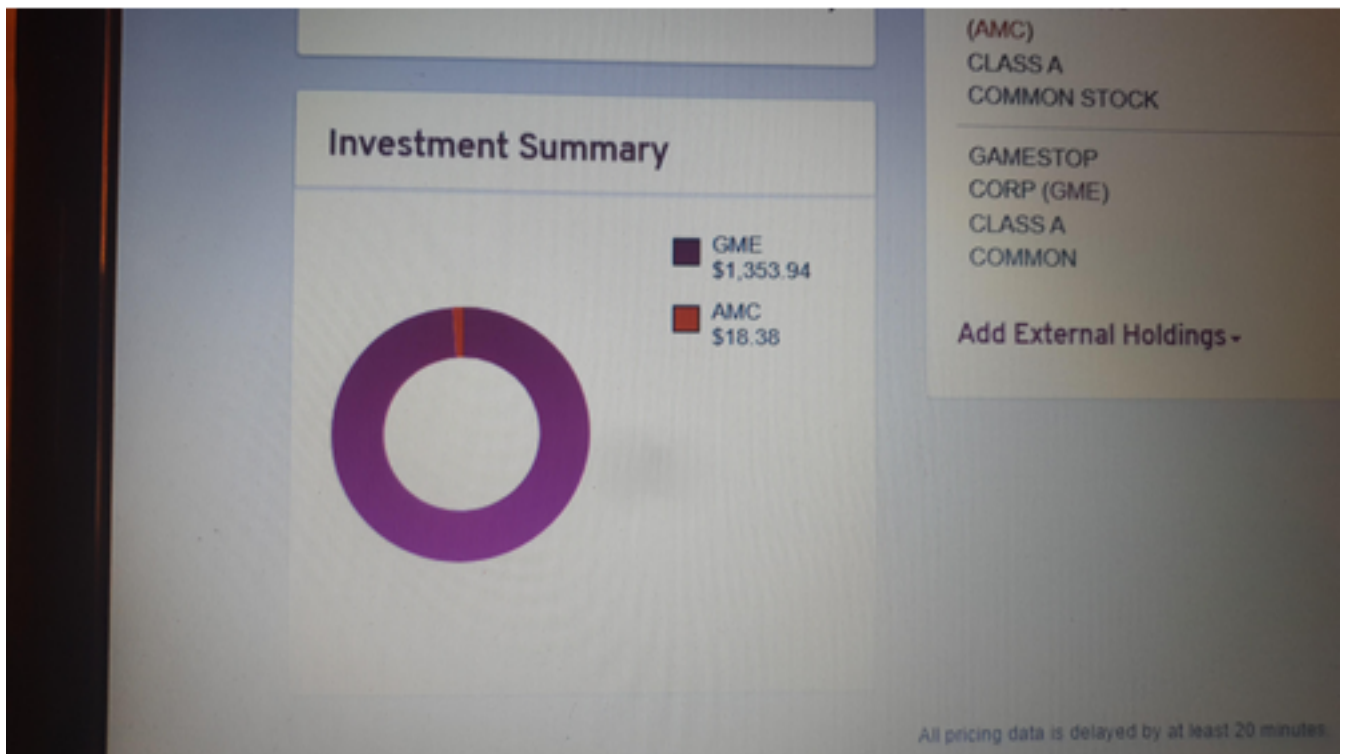 Investment Summary
GME
$1,353.94
AMC
$18.38
(AMC)
CLASS A
COMMON STOCK
GAMESTOP
CORP (GME)
CLASS A
COMMON
Add External Holdings
All pricing data is delayed by at least 20 minutes